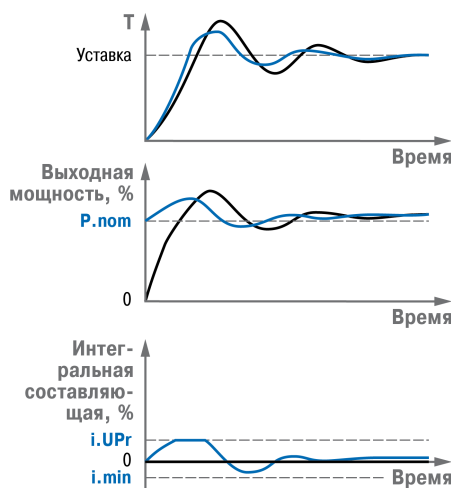 T
Уставка
Время
Выходная
мощность, %
P.nom
0
Время
Интег-
ральная
составляю-
щая, %
i.UPr
0
i.min
Время